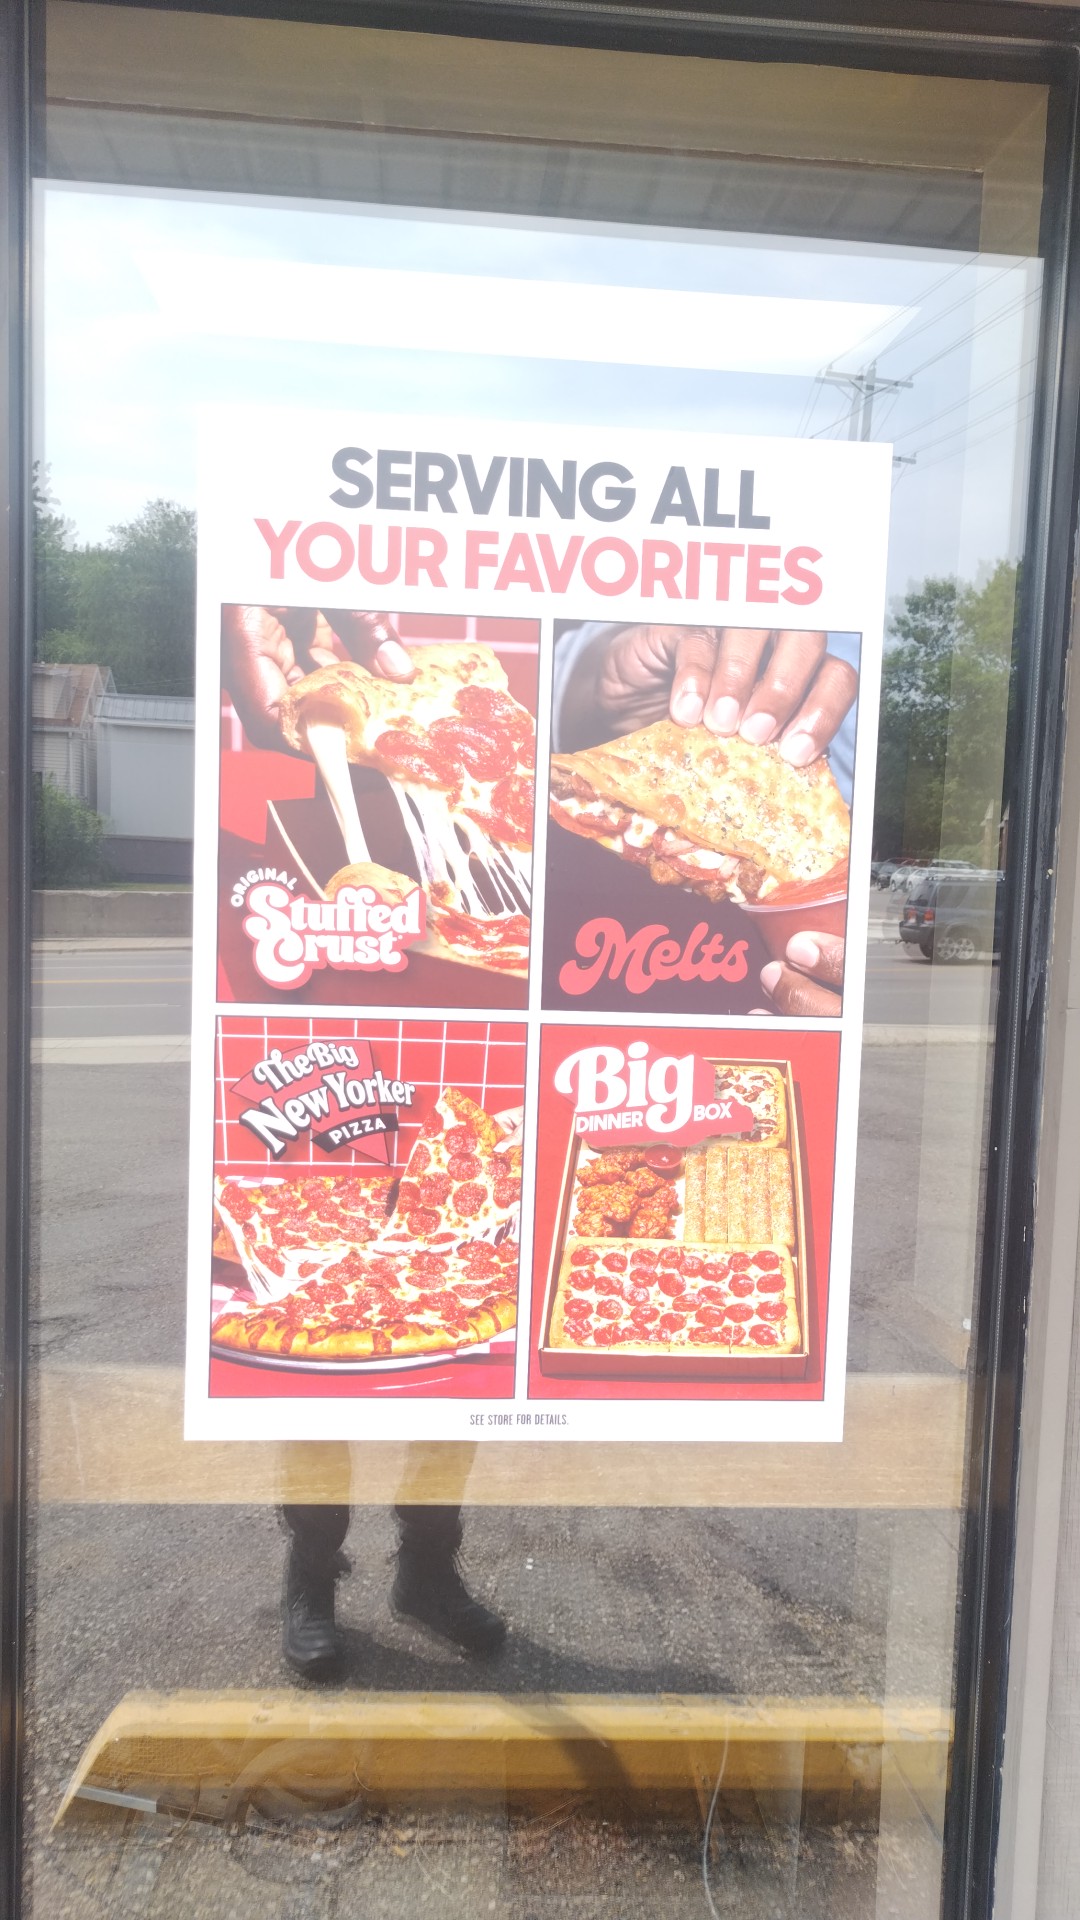 SERVING ALL
YOUR FAVORITES
ORIGINAL
Stuffed
Crust
Melts
The Big
New Yorker
PIZZA
Big
DINNER BOX
SEE STORE FOR DETAILS.